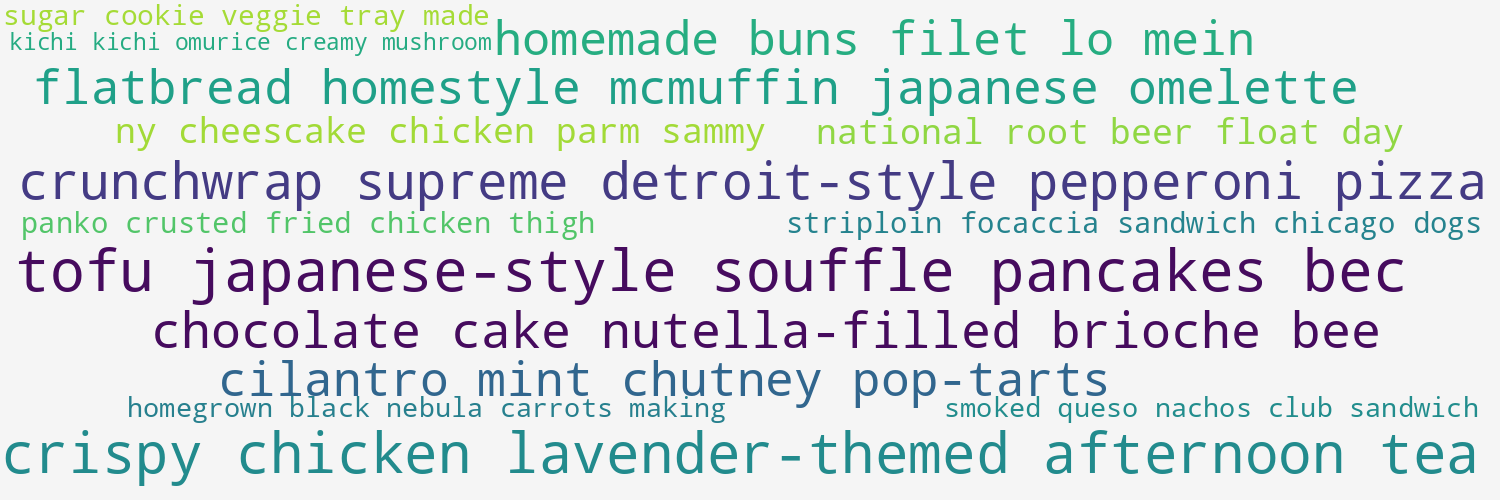 sugar cookie veggie tray made
kichi kichi omurice creamy mushroom
homemade buns filet lo mein
flatbread homestyle mcmuffin japanese omelette
ny cheescake chicken parm sammy
national root beer float day
crunchwrap supreme detroit-style pepperoni pizza
panko crusted fried chicken thigh
striploin focaccia sandwich chicago dogs
tofu japanese-style souffle pancakes bec
chocolate cake nutella-filled brioche bee
cilantro mint chutney pop-tarts
homegrown black nebula carrots making
smoked queso nachos club sandwich
crispy chicken lavender-themed afternoon tea